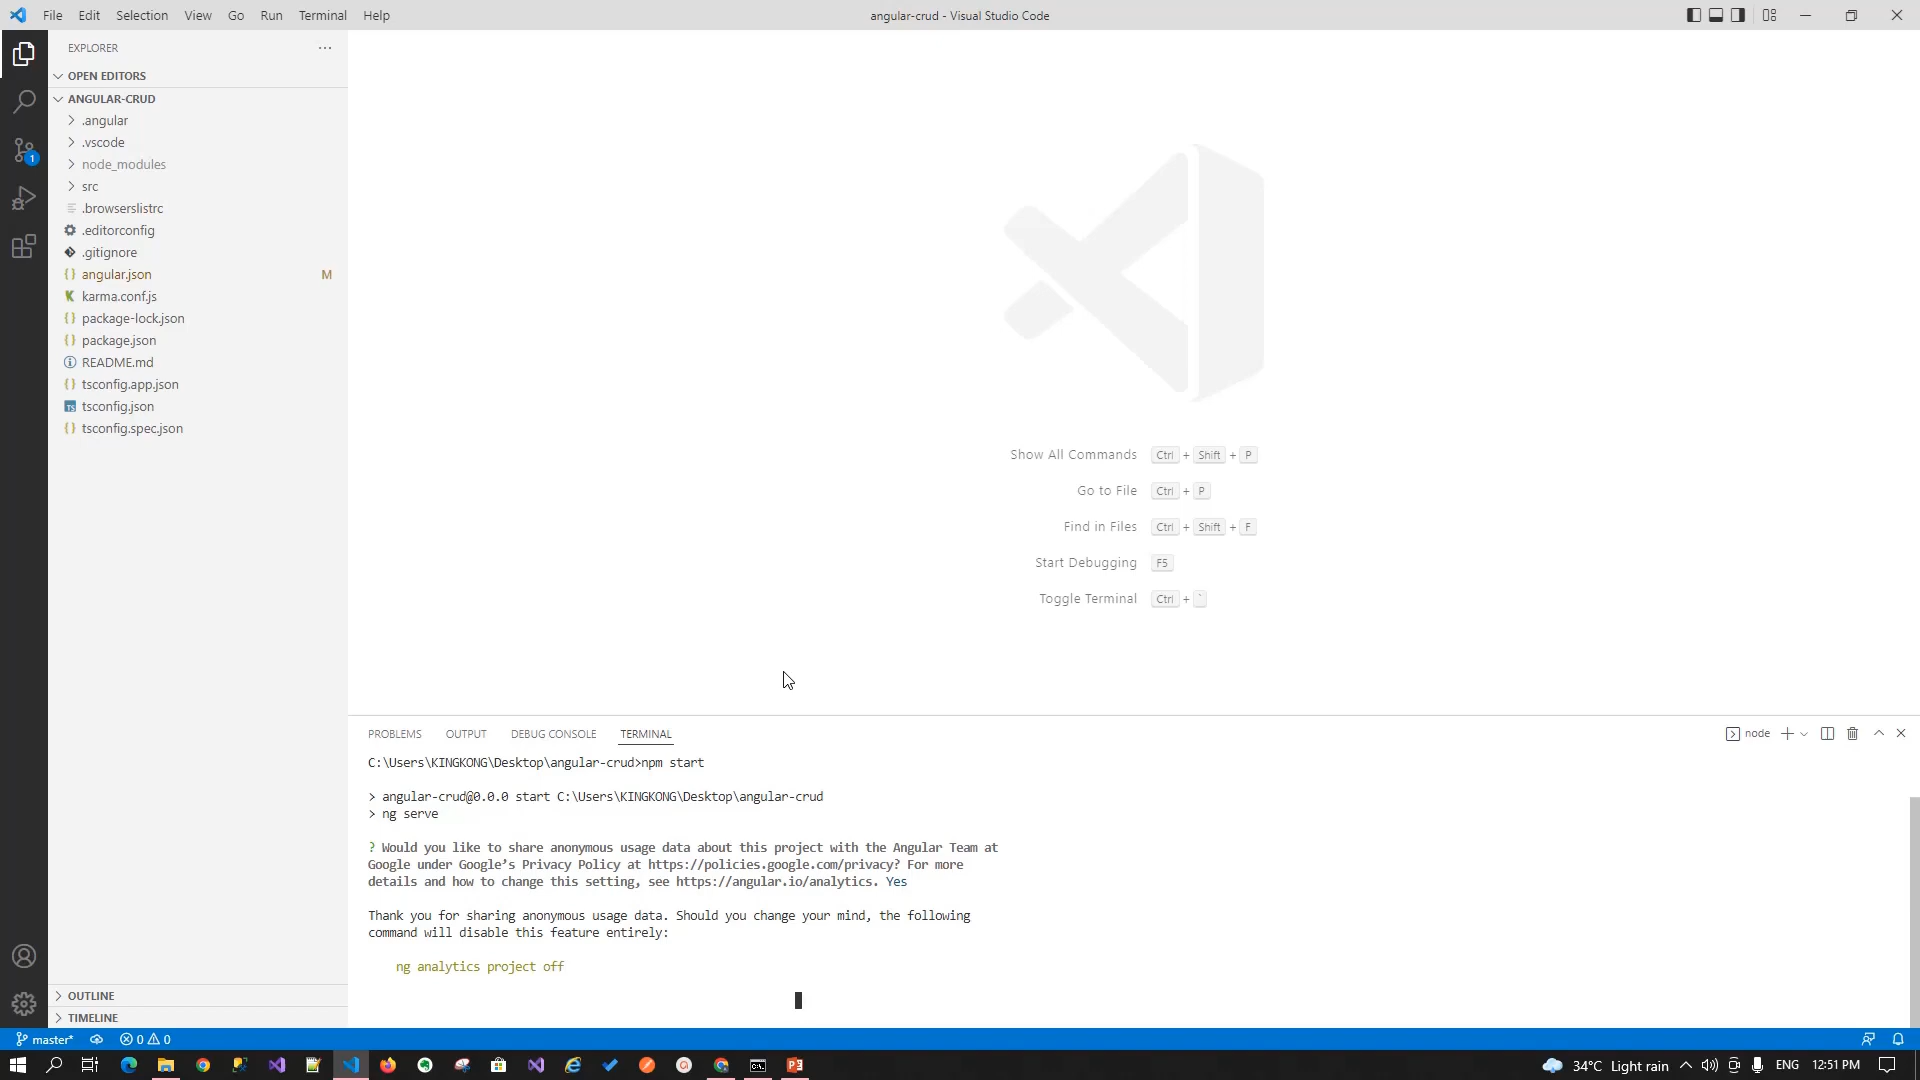 File Edit Selection View Go Run Terminal Help
angular-crud - Visual Studio Code
EXPLORER
OPEN EDITORS
ANGULAR-CRUD
.angular
.vscode
node_modules
src
.browserslistrc
.editorconfig
.gitignore
angular.json M
karma.conf.js
package-lock.json
package.json
README.md
tsconfig.app.json
tsconfig.json
tsconfig.spec.json
OUTLINE
TIMELINE
1
Show All Commands Ctrl + Shift + P
Go to File Ctrl + P
Find in Files Ctrl + Shift + F
Start Debugging F5
Toggle Terminal Ctrl + `
PROBLEMS OUTPUT DEBUG CONSOLE TERMINAL
node
C:\Users\KINGKONG\Desktop\angular-crud>npm start
> angular-crud@0.0.0 start C:\Users\KINGKONG\Desktop\angular-crud
> ng serve
? Would you like to share anonymous usage data about this project with the Angular Team at
Google under Google’s Privacy Policy at https://policies.google.com/privacy? For more
details and how to change this setting, see https://angular.io/analytics. Yes
Thank you for sharing anonymous usage data. Should you change your mind, the following
command will disable this feature entirely:
ng analytics project off
master* 0 0
34°C Light rain ENG 12:51 PM